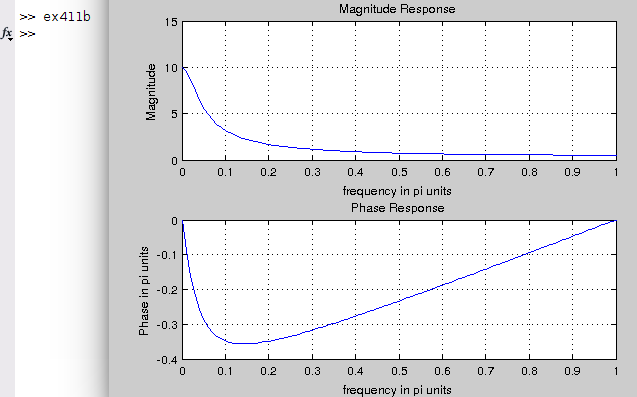 >> ex411b
fx >>
Magnitude Response
Magnitude
15
10
5
0
0 0.1 0.2 0.3 0.4 0.5 0.6 0.7 0.8 0.9 1
frequency in pi units
Phase Response
Phase in pi units
0
-0.1
-0.2
-0.3
-0.4
0 0.1 0.2 0.3 0.4 0.5 0.6 0.7 0.8 0.9 1
frequency in pi units